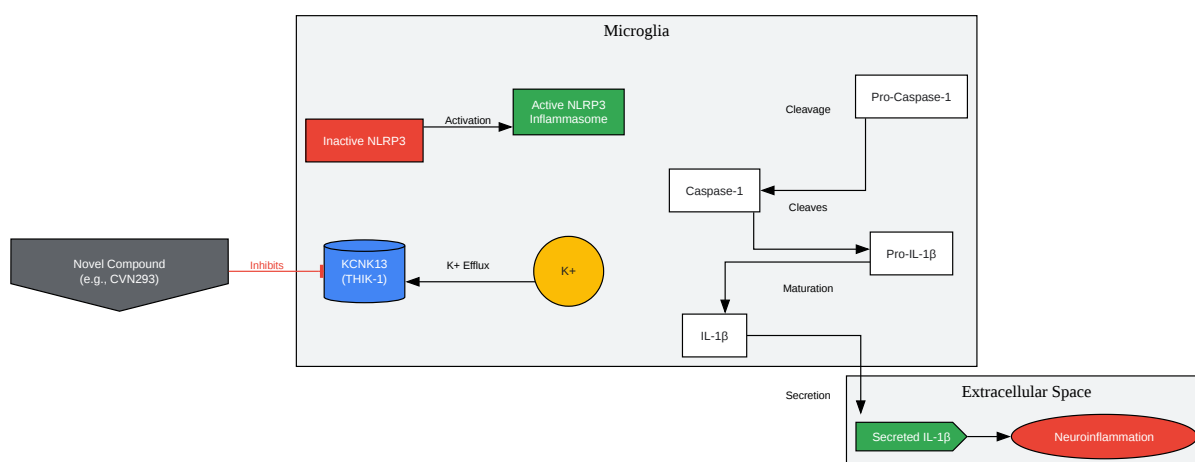 Microglia
Pro-Caspase-1
Cleavage
Active NLRP3
Inflammasome
Activation
Inactive NLRP3
Caspase-1
Cleaves
Pro-IL-1β
Novel Compound
(e.g., CVN293)
Inhibits
KCNK13
(THIK-1)
K+ Efflux
K+
Maturation
IL-1β
Secretion
Extracellular Space
Secreted IL-1β
Neuroinflammation